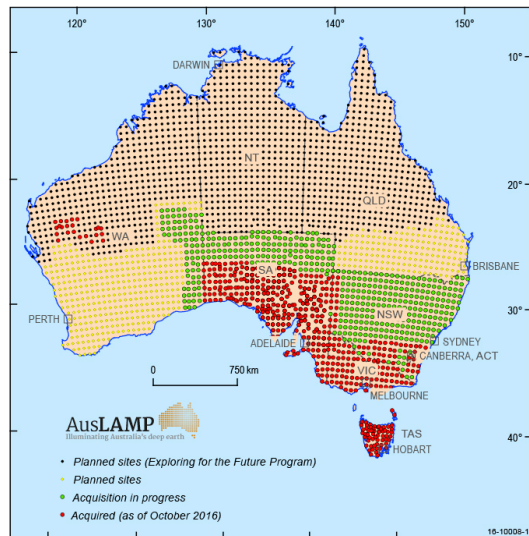 120° 130° 140° 150°
10°
DARWIN
NT
20°
QLD
WA
BRISBANE
SA
30°
NSW
PERTH
SYDNEY
ADELAIDE
CANBERRA, ACT
0 750 km
VIC
MELBOURNE
AusLAMP
Illuminating Australia's deep earth
TAS
40°
HOBART
Planned sites (Exploring for the Future Program)
Planned sites
Acquisition in progress
Acquired (as of October 2016)
16-10008-1